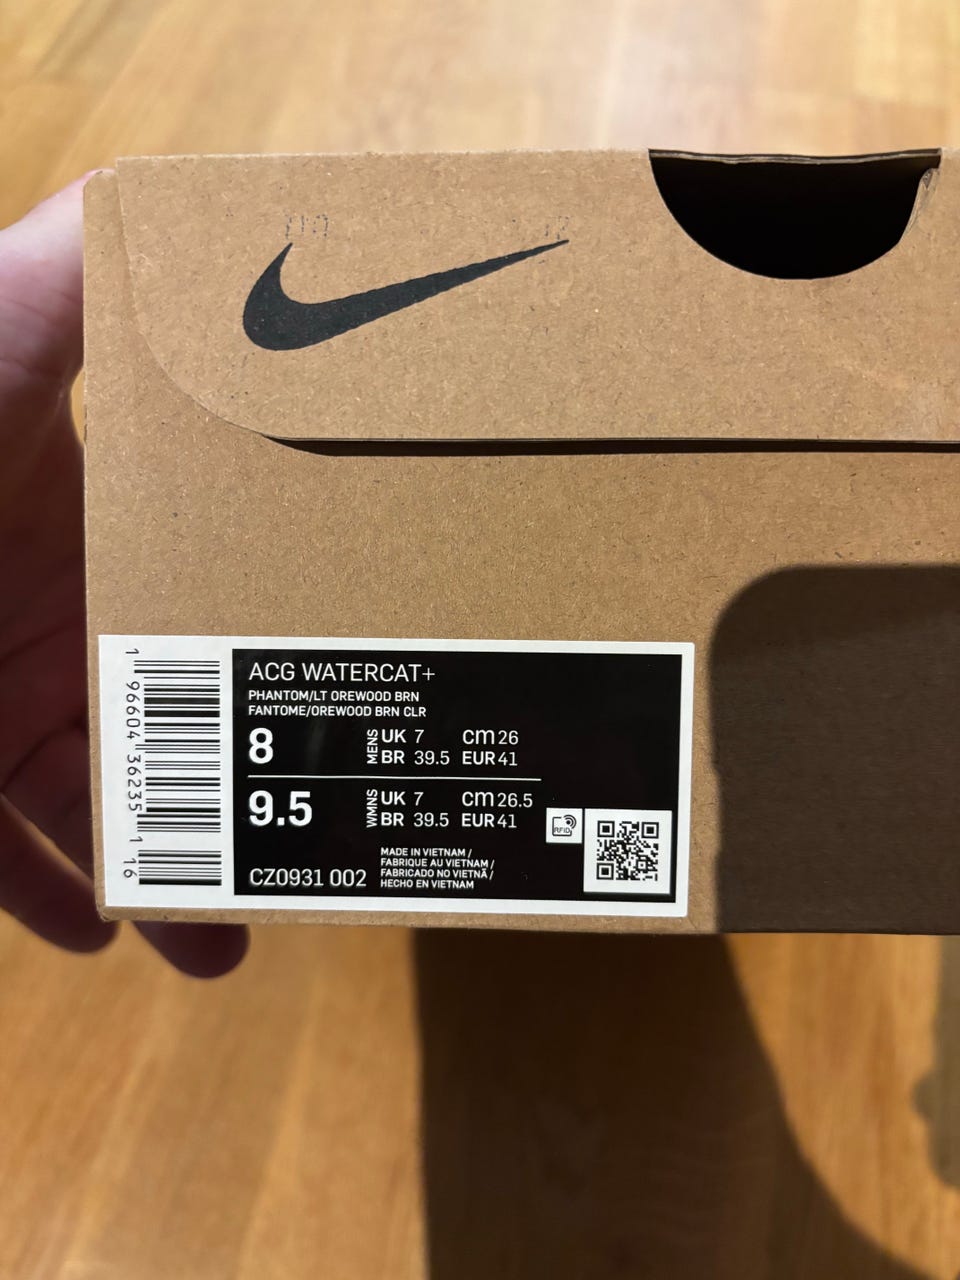 ACG WATERCAT+
PHANTOM/LT OREWOOD BRN
FANTOME/OREWOOD BRN CLR
8 MENS UK 7 cm 26
BR 39.5 EUR 41
9.5 WMNS UK 7 cm 26.5
BR 39.5 EUR 41
RFID
MADE IN VIETNAM /
FABRIQUE AU VIETNAM /
FABRICADO NO VIETNÃ /
HECHO EN VIETNAM
CZ0931 002
1 96604 36235 1 16